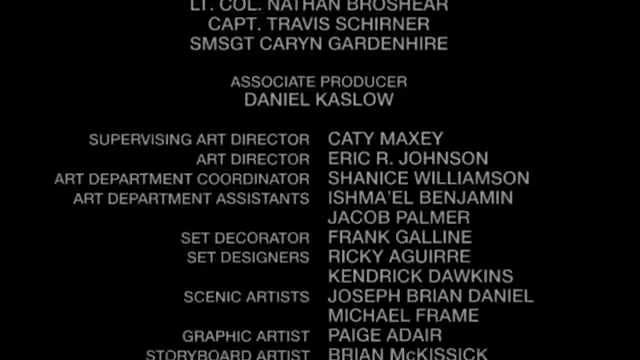 LT. COL. NATHAN BROSHEAR
CAPT. TRAVIS SCHIRNER
SMSGT CARYN GARDENHIRE
ASSOCIATE PRODUCER
DANIEL KASLOW
SUPERVISING ART DIRECTOR CATY MAXEY
ART DIRECTOR ERIC R. JOHNSON
ART DEPARTMENT COORDINATOR SHANICE WILLIAMSON
ART DEPARTMENT ASSISTANTS ISHMA'EL BENJAMIN
JACOB PALMER
SET DECORATOR FRANK GALLINE
SET DESIGNERS RICKY AGUIRRE
KENDRICK DAWKINS
SCENIC ARTISTS JOSEPH BRIAN DANIEL
MICHAEL FRAME
GRAPHIC ARTIST PAIGE ADAIR
STORYBOARD ARTIST BRIAN McKISSICK